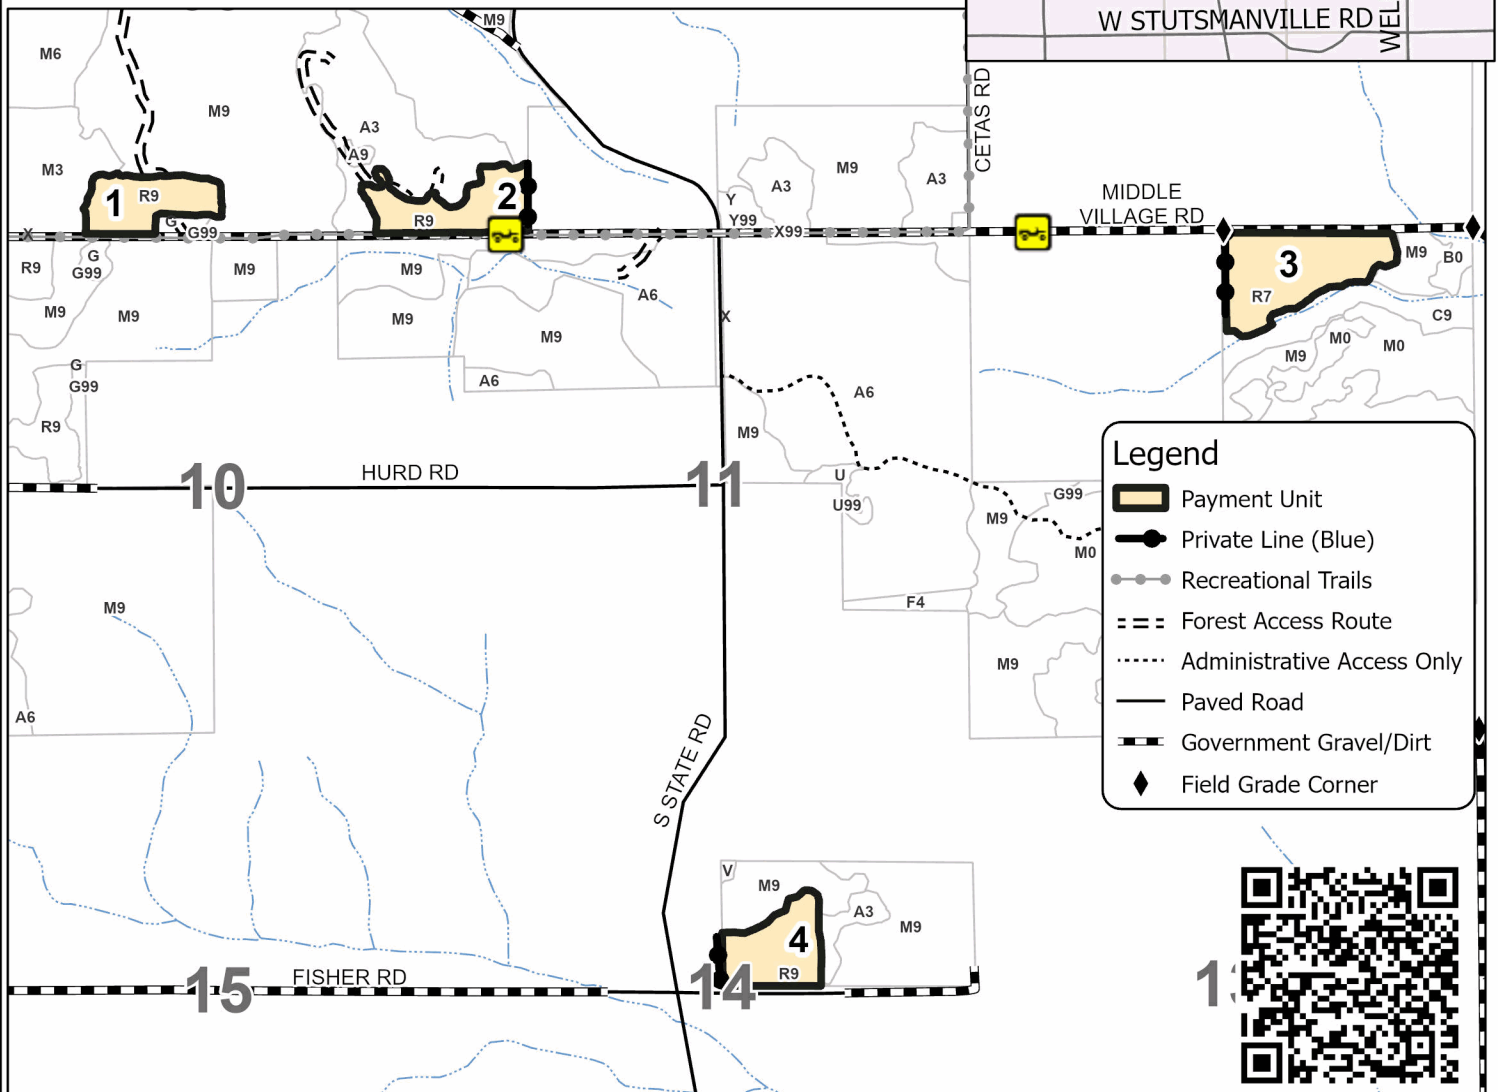 W STUTSMANVILLE RD
WEL
M9
M6
M9
A3
A9
M3
CETAS RD
M9
A3
A3
MIDDLE
VILLAGE RD
1
R9
2
R9
Y
Y99
X99
G
G99
X
3
R7
M9
B0
R9
G
G99
M9
M9
A6
M9
M9
M9
M9
X
C9
M0
M0
M9
G
G99
A6
A6
R9
M9
10
HURD RD
11
U
U99
M9
G99
M0
Legend
Payment Unit
Private Line (Blue)
Recreational Trails
Forest Access Route
Administrative Access Only
Paved Road
Government Gravel/Dirt
Field Grade Corner
M9
F4
M9
A6
S STATE RD
V
M9
A3
M9
4
R9
15
FISHER RD
14